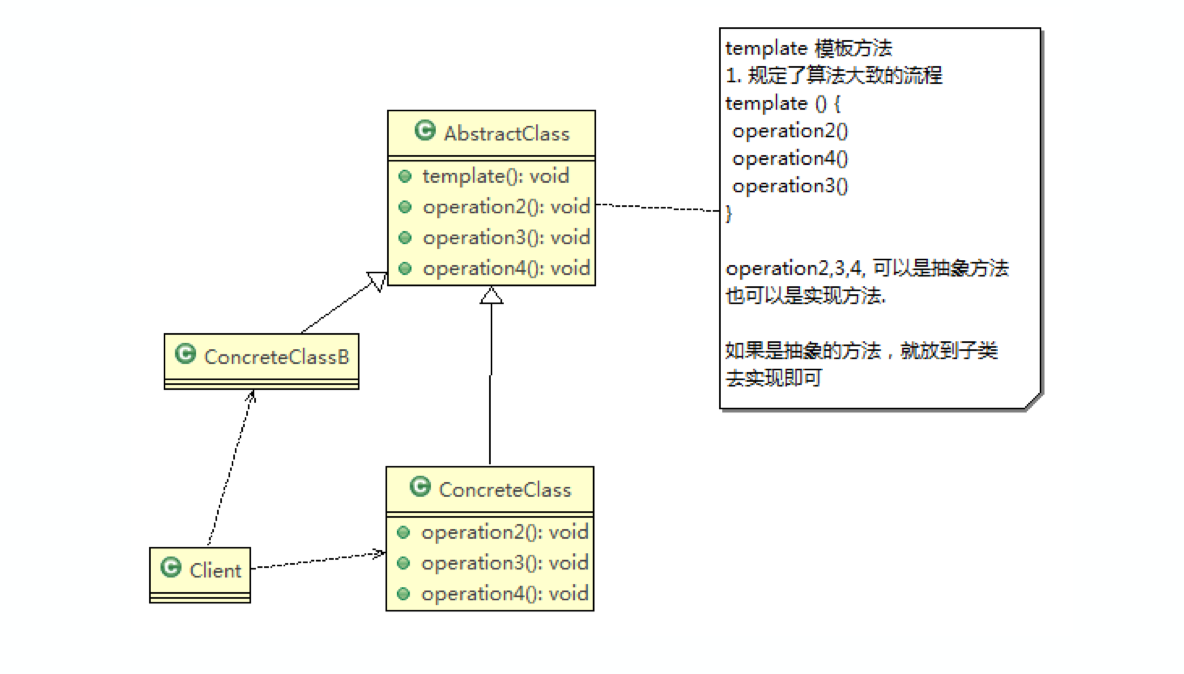 AbstractClass
template(): void
operation2(): void
operation3(): void
operation4(): void
template 模板方法
1. 规定了算法大致的流程
template () {
operation2()
operation4()
operation3()
}
operation2,3,4, 可以是抽象方法
也可以是实现方法.
如果是抽象的方法，就放到子类
去实现即可
ConcreteClassB
ConcreteClass
operation2(): void
operation3(): void
operation4(): void
Client